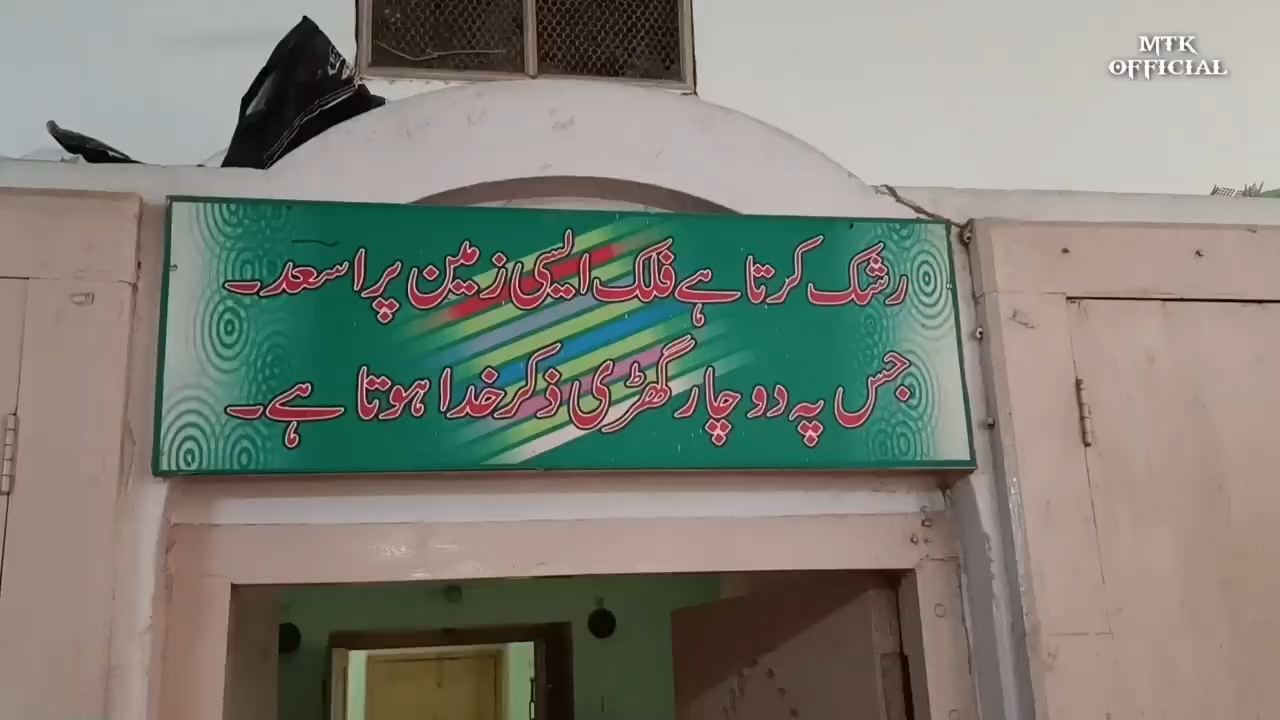 MTK
OFFICIAL
رشک کرتا ہے فلک ایسی زمین پر اسعد۔
جس پہ دو چار گھڑی ذکر خدا ہوتا ہے۔